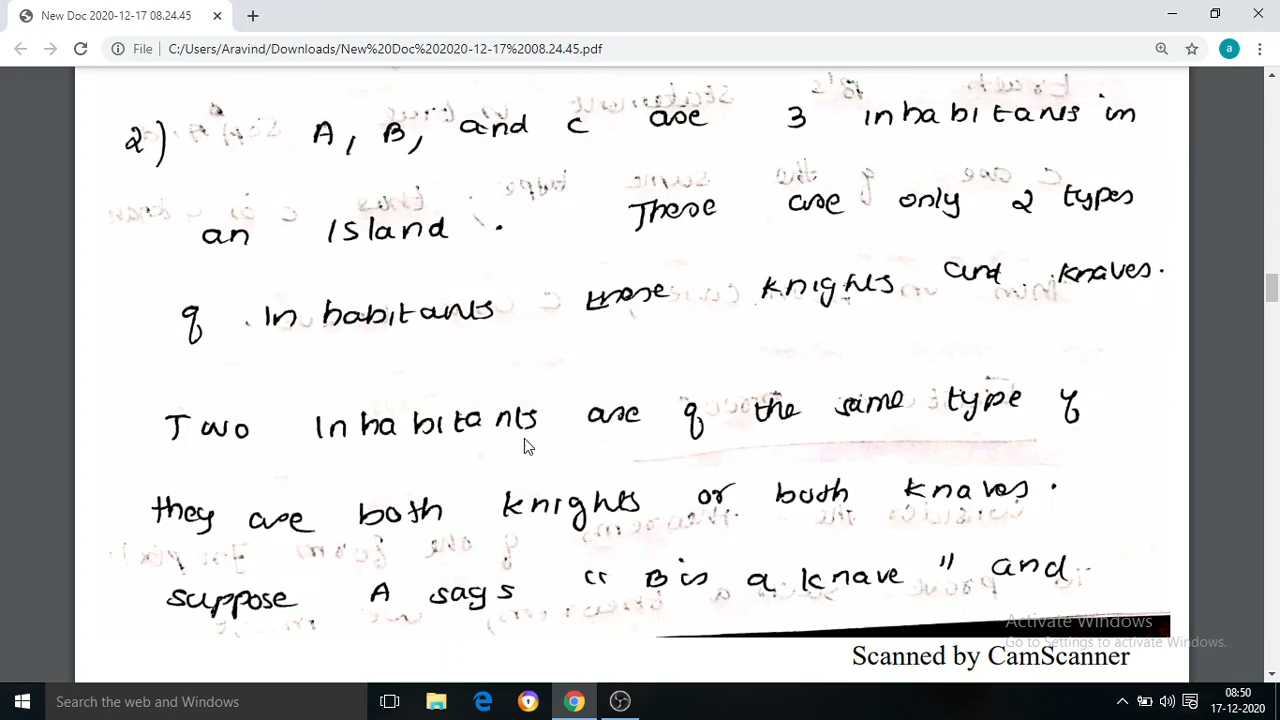 New Doc 2020-12-17 08.24.45
File C:/Users/Aravind/Downloads/New%20Doc%202020-12-17%2008.24.45.pdf
a
2) A, B, and C are 3 inhabitants in
an Island. There are only 2 types
of Inhabitants knights and knaves.
Two Inhabitants are of the same type if
they are both knights or both knaves.
suppose A says "B is a knave" and
Activate Windows
Go to Settings to activate Windows.
Scanned by CamScanner
Search the web and Windows
08:50
17-12-2020